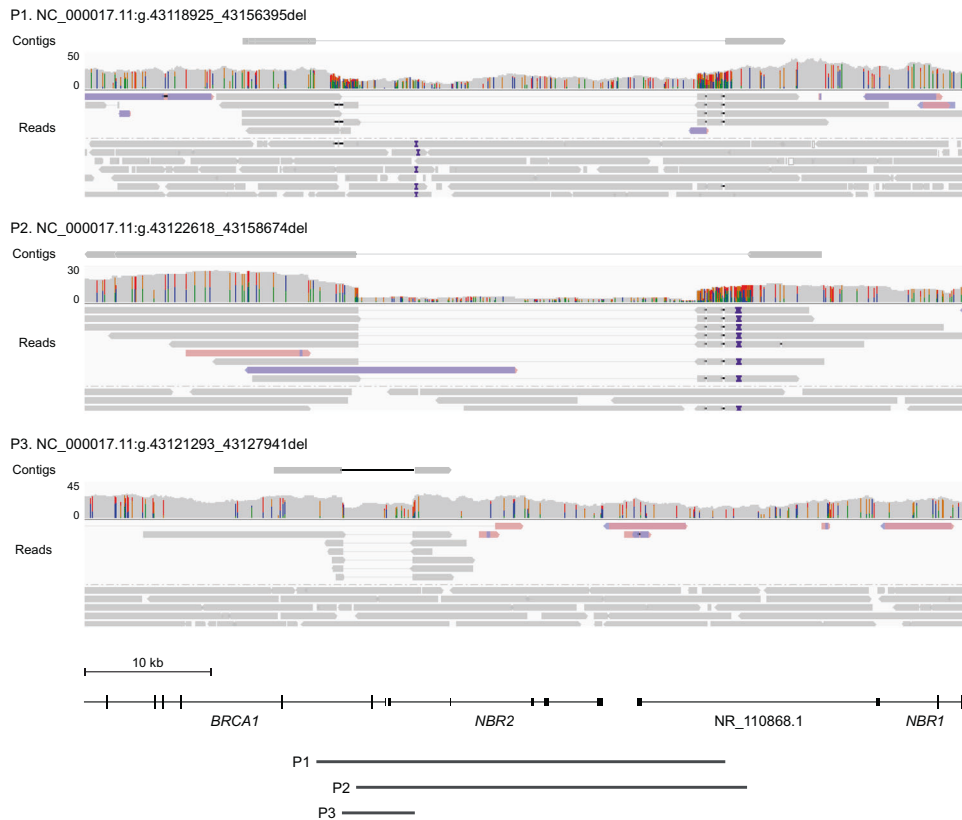 P1. NC_000017.11:g.43118925_43156395del
Contigs
50
0
Reads
P2. NC_000017.11:g.43122618_43158674del
Contigs
30
0
Reads
P3. NC_000017.11:g.43121293_43127941del
Contigs
45
0
Reads
10 kb
BRCA1 NBR2 NR_110868.1 NBR1
P1
P2
P3